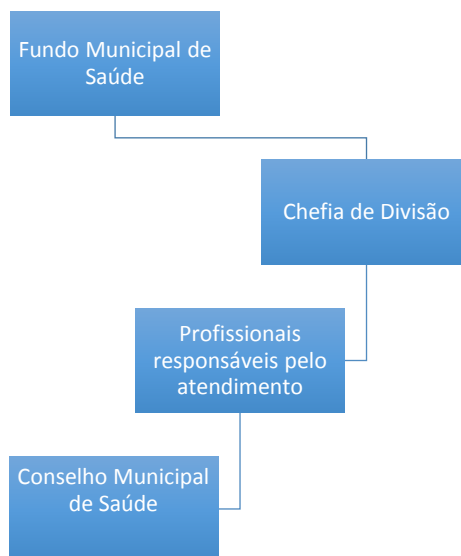 Fundo Municipal de
Saúde
Chefia de Divisão
Profissionais
responsáveis pelo
atendimento
Conselho Municipal
de Saúde